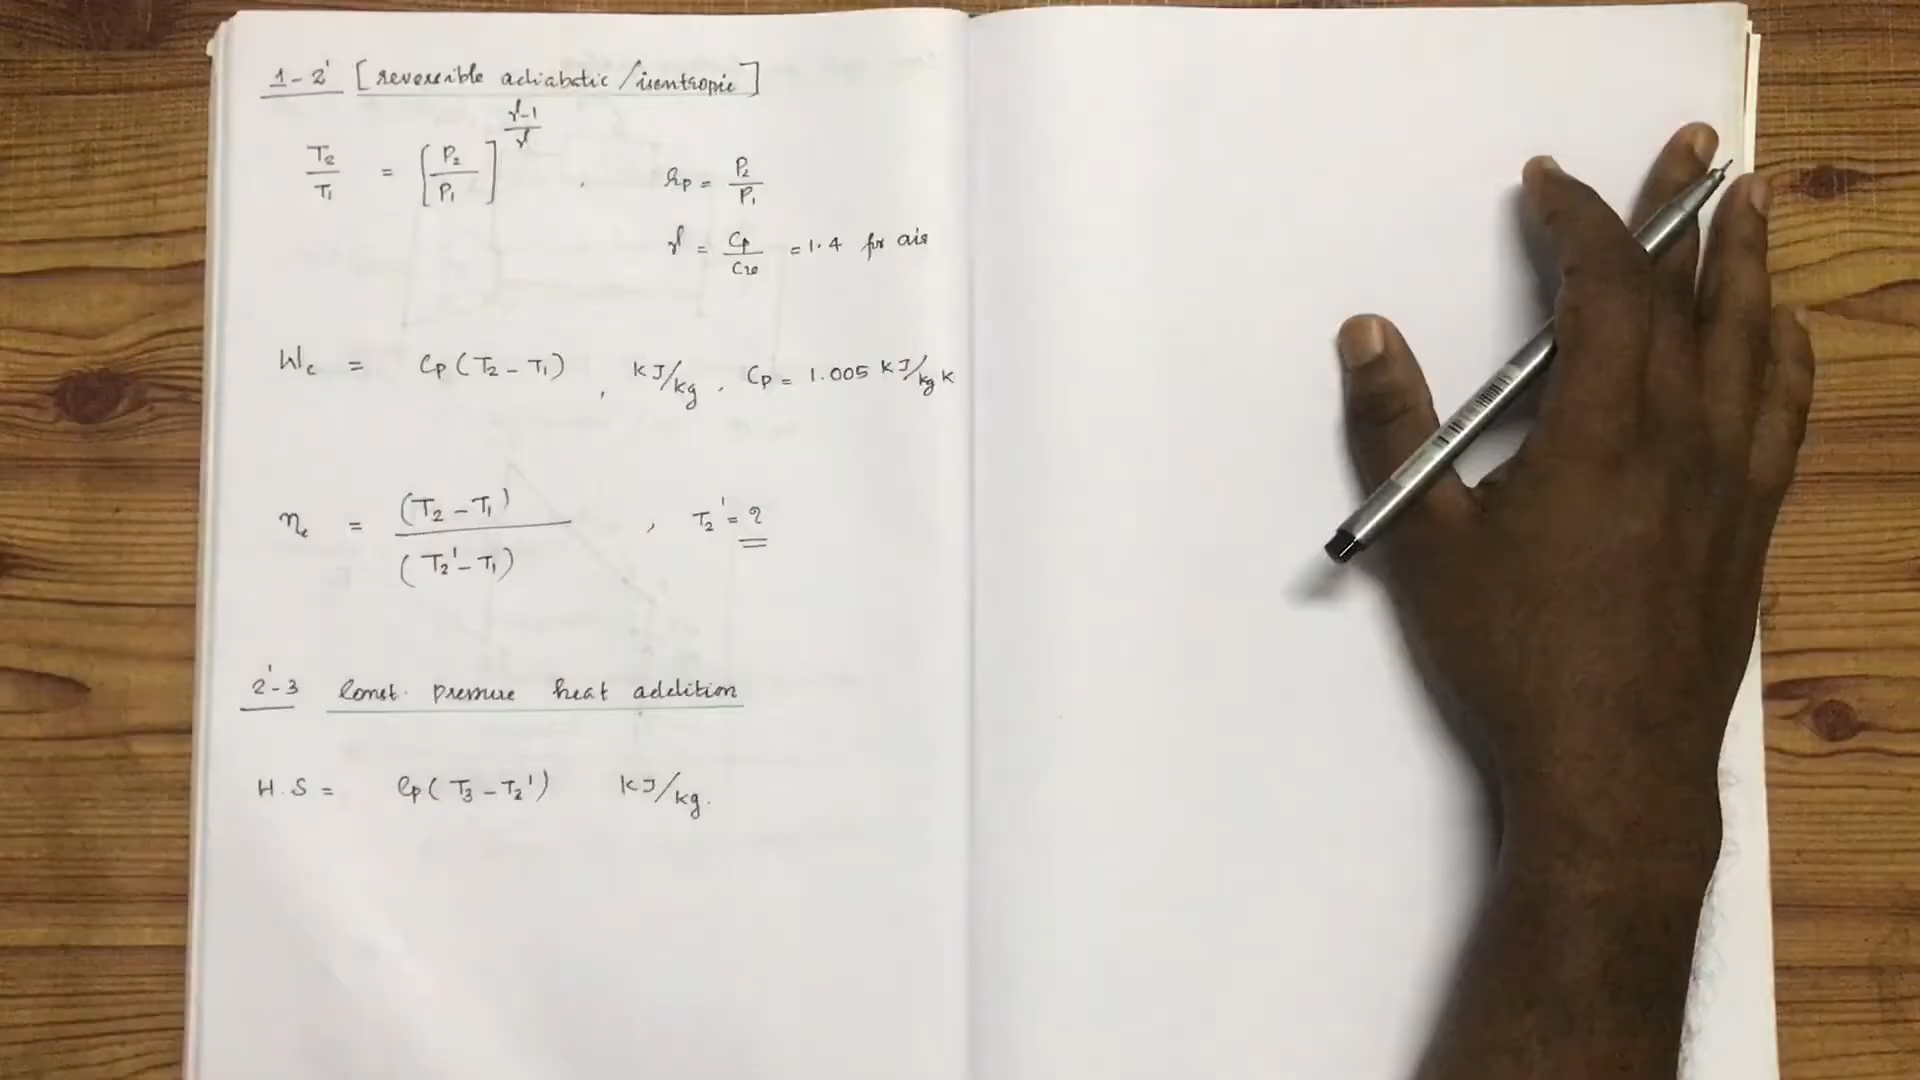 1-2' [reversible adiabatic/isentropic]
T₂/T₁ = [P₂/P₁]^(γ-1)/γ , rₚ = P₂/P₁
γ = Cp/Cv = 1.4 for air
Wc = Cp(T₂-T₁) , KJ/kg , Cp = 1.005 KJ/kg K
ηc = (T₂-T₁)/(T₂'-T₁) , T₂' = ?
2'-3 Const. pressure heat addition
H.S = Cp(T₃-T₂') KJ/kg.